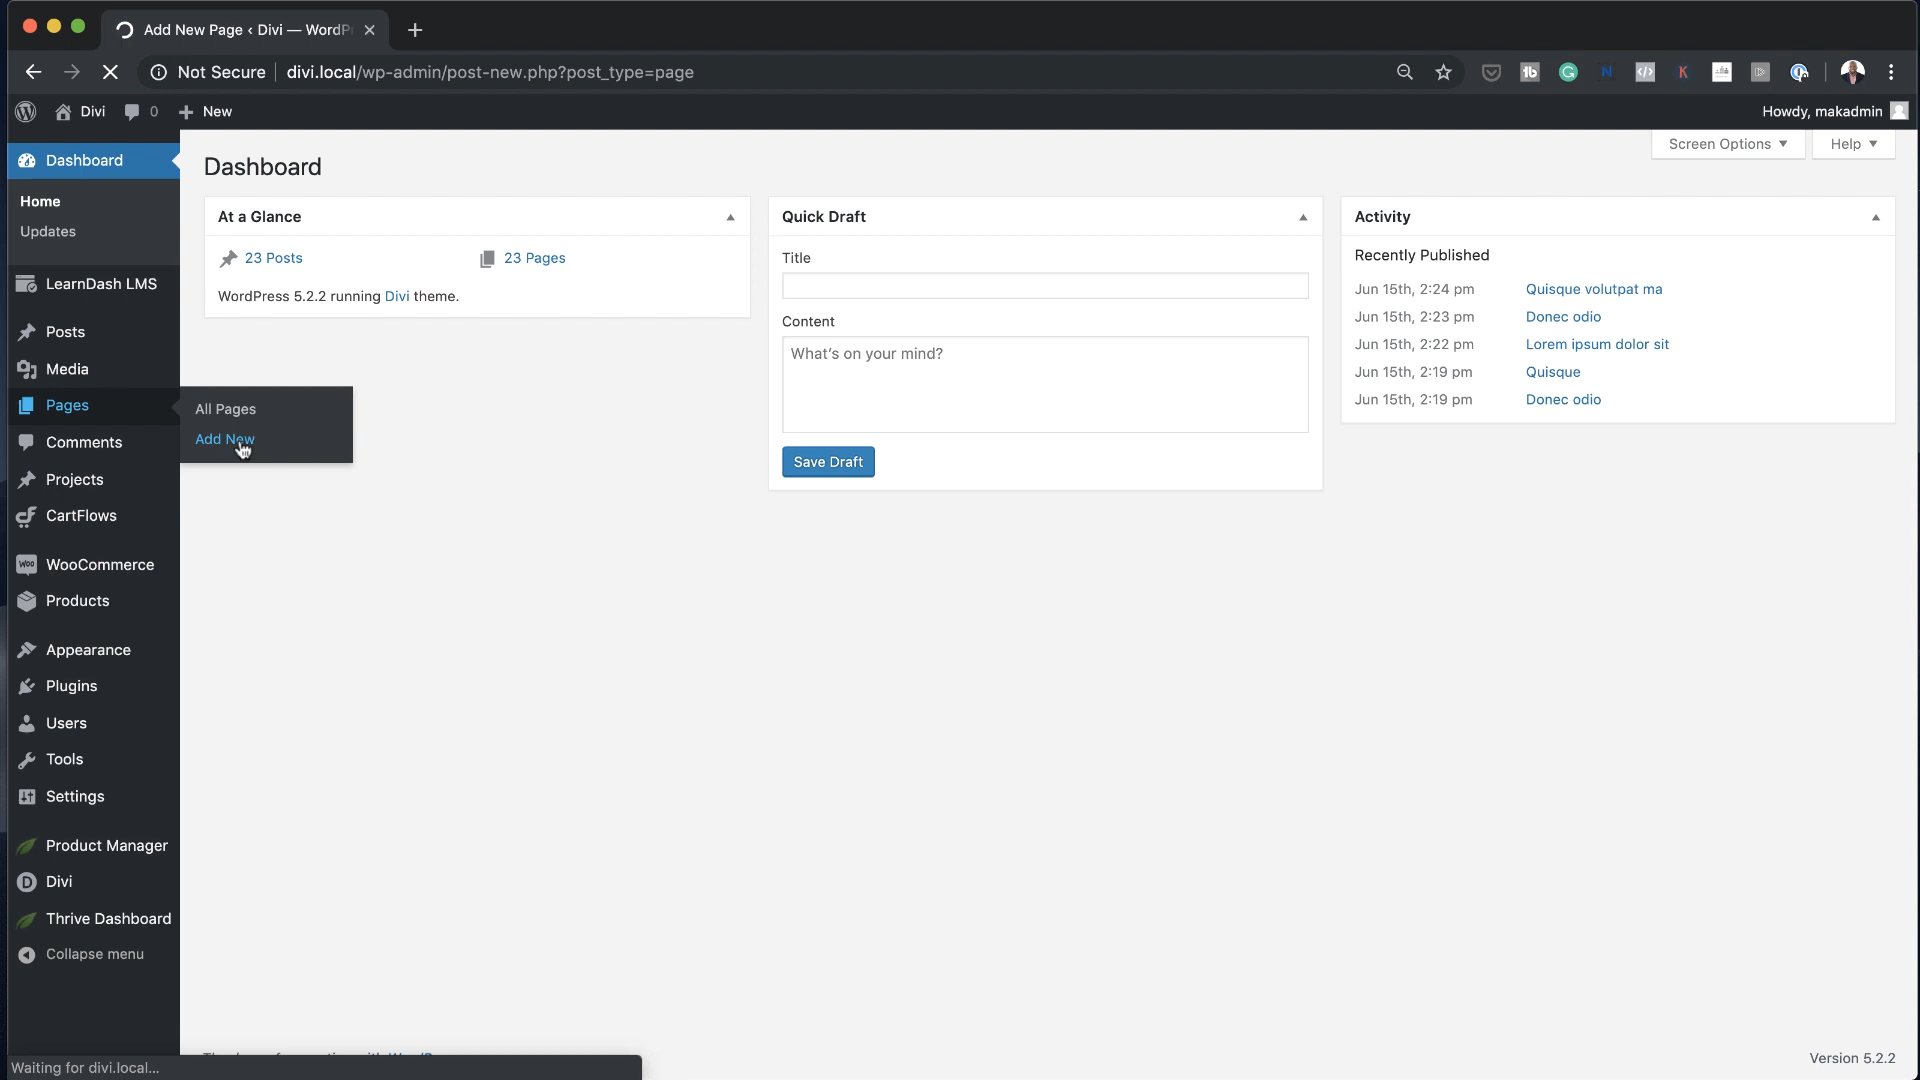 Add New Page ‹ Divi — WordP
Not Secure divi.local/wp-admin/post-new.php?post_type=page
Divi 0 New
Howdy, makadmin
Dashboard
Home
Updates
LearnDash LMS
Posts
Media
Pages
Comments
Projects
CartFlows
WooCommerce
Products
Appearance
Plugins
Users
Tools
Settings
Product Manager
Divi
Thrive Dashboard
Collapse menu
All Pages
Add New
Screen Options
Help
Dashboard
At a Glance
23 Posts
23 Pages
WordPress 5.2.2 running Divi theme.
Quick Draft
Title
Content
What's on your mind?
Save Draft
Activity
Recently Published
Jun 15th, 2:24 pm Quisque volutpat ma
Jun 15th, 2:23 pm Donec odio
Jun 15th, 2:22 pm Lorem ipsum dolor sit
Jun 15th, 2:19 pm Quisque
Jun 15th, 2:19 pm Donec odio
Version 5.2.2
Waiting for divi.local...